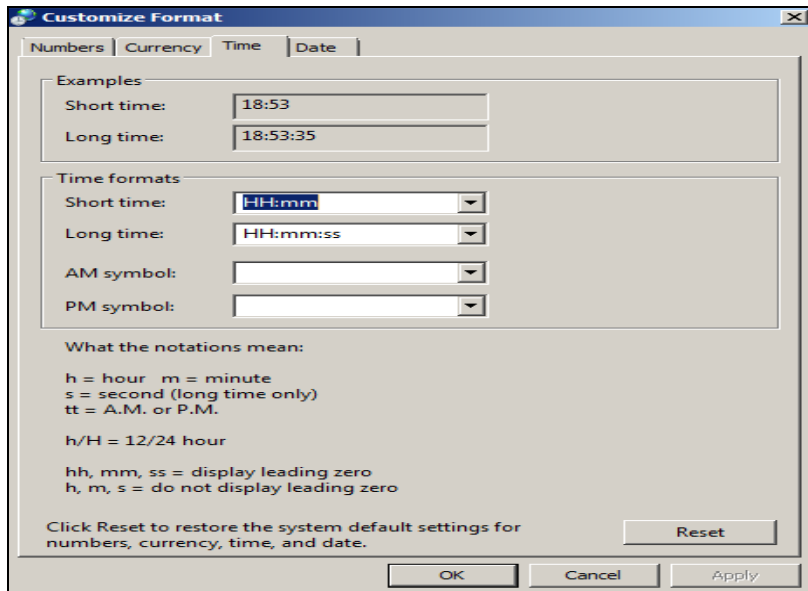 Customize Format
Numbers Currency Time Date
Examples
Short time: 18:53
Long time: 18:53:35
Time formats
Short time: HH:mm
Long time: HH:mm:ss
AM symbol:
PM symbol:
What the notations mean:
h = hour m = minute
s = second (long time only)
tt = A.M. or P.M.
h/H = 12/24 hour
hh, mm, ss = display leading zero
h, m, s = do not display leading zero
Click Reset to restore the system default settings for
numbers, currency, time, and date.
Reset
OK Cancel Apply